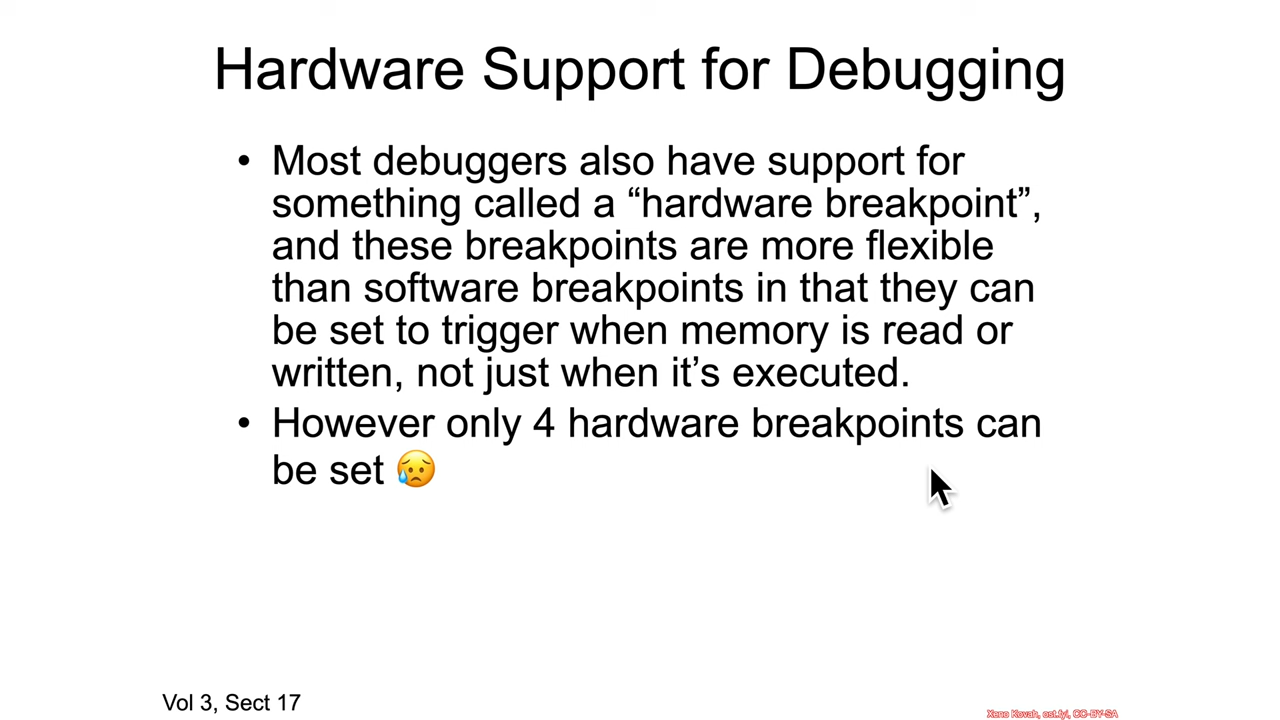 Hardware Support for Debugging
• Most debuggers also have support for
something called a “hardware breakpoint”,
and these breakpoints are more flexible
than software breakpoints in that they can
be set to trigger when memory is read or
written, not just when it’s executed.
• However only 4 hardware breakpoints can
be set 😥
Vol 3, Sect 17
Xeno Kovah, ost.fyi, CC-BY-SA